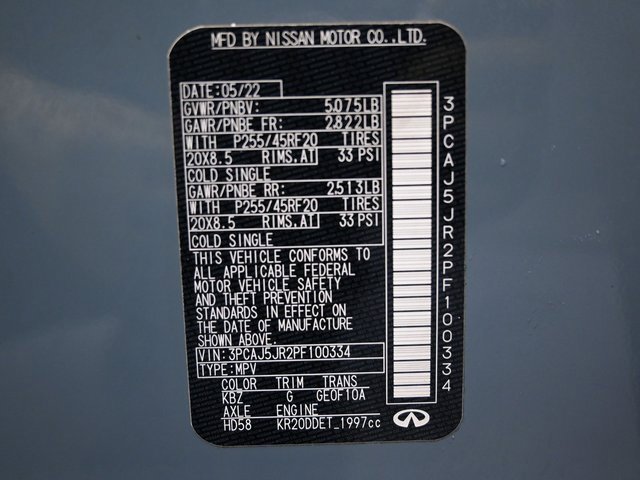 MFD BY NISSAN MOTOR CO.,LTD.
DATE:05/22
GVWR/PNBV: 5,075LB
GAWR/PNBE FR: 2,822LB
WITH P255/45RF20 TIRES
20X8.5 RIMS,AT 33 PSI
COLD SINGLE
GAWR/PNBE RR: 2,513LB
WITH P255/45RF20 TIRES
20X8.5 RIMS,AT 33 PSI
COLD SINGLE
THIS VEHICLE CONFORMS TO
ALL APPLICABLE FEDERAL
MOTOR VEHICLE SAFETY
AND THEFT PREVENTION
STANDARDS IN EFFECT ON
THE DATE OF MANUFACTURE
SHOWN ABOVE.
VIN:3PCAJ5JR2PF100334
TYPE:MPV
COLOR TRIM TRANS
KBZ G GE0F10A
AXLE ENGINE
HD58 KR20DDET_1997cc
3PCAJ5JR2PF100334